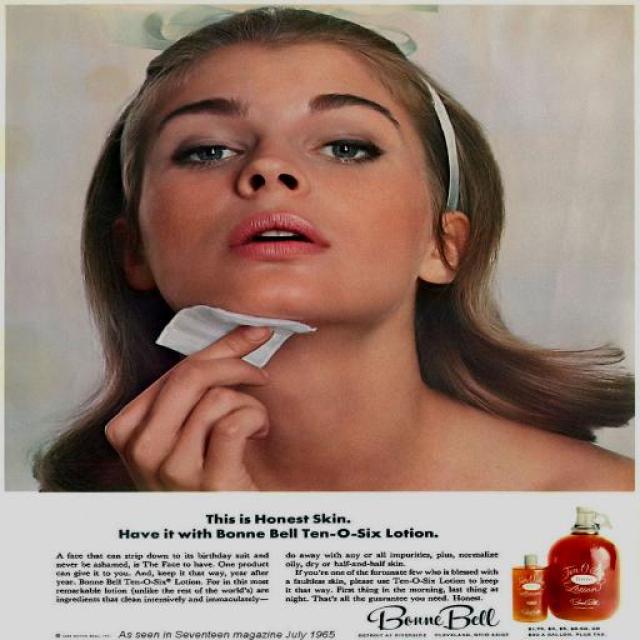 This is Honest Skin.
Have it with Bonne Bell Ten-O-Six Lotion.
A face that can strip down to its birthday suit and
never be ashamed, is The Face to have. One product
can give it to you. And, keep it that way, year after
year. Bonne Bell Ten-O-Six® Lotion. For in this most
remarkable lotion (unlike the rest of the world's) are
ingredients that clean intensively and immaculately—
do away with any or all impurities, plus, normalize
oily, dry or half-and-half skin.
If you're one of the fortunate few who is blessed with
a faultless skin, please use Ten-O-Six Lotion to keep
it that way. First thing in the morning, last thing at
night. That's all the guarantee you need. Honest.
Bonne Bell
As seen in Seventeen magazine July 1965
Ten O Six
Lotion